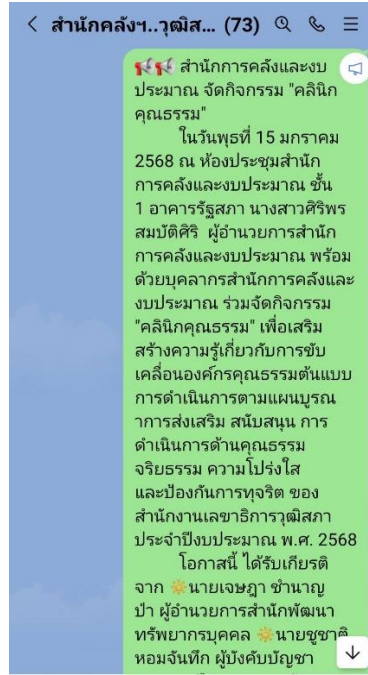 สำนักคลังฯ..วุฒิส... (73)
สำนักการคลังและงบ
ประมาณ จัดกิจกรรม "คลินิก
คุณธรรม"
ในวันพุธที่ 15 มกราคม
2568 ณ ห้องประชุมสำนัก
การคลังและงบประมาณ ชั้น
1 อาคารรัฐสภา นางสาวศิริพร
สมบัติศิริ ผู้อำนวยการสำนัก
การคลังและงบประมาณ พร้อม
ด้วยบุคลากรสำนักการคลังและ
งบประมาณ ร่วมจัดกิจกรรม
"คลินิกคุณธรรม" เพื่อเสริม
สร้างความรู้เกี่ยวกับการขับ
เคลื่อนองค์กรคุณธรรมต้นแบบ
การดำเนินการตามแผนบูรณ
าการส่งเสริม สนับสนุน การ
ดำเนินการด้านคุณธรรม
จริยธรรม ความโปร่งใส
และป้องกันการทุจริต ของ
สำนักงานเลขาธิการวุฒิสภา
ประจำปีงบประมาณ พ.ศ. 2568
โอกาสนี้ ได้รับเกียรติ
จาก นายเจษฎา ชำนาญ
ป่า ผู้อำนวยการสำนักพัฒนา
ทรัพยากรบุคคล นายชูชาติ
หอมจันทึก ผู้บังคับบัญชา